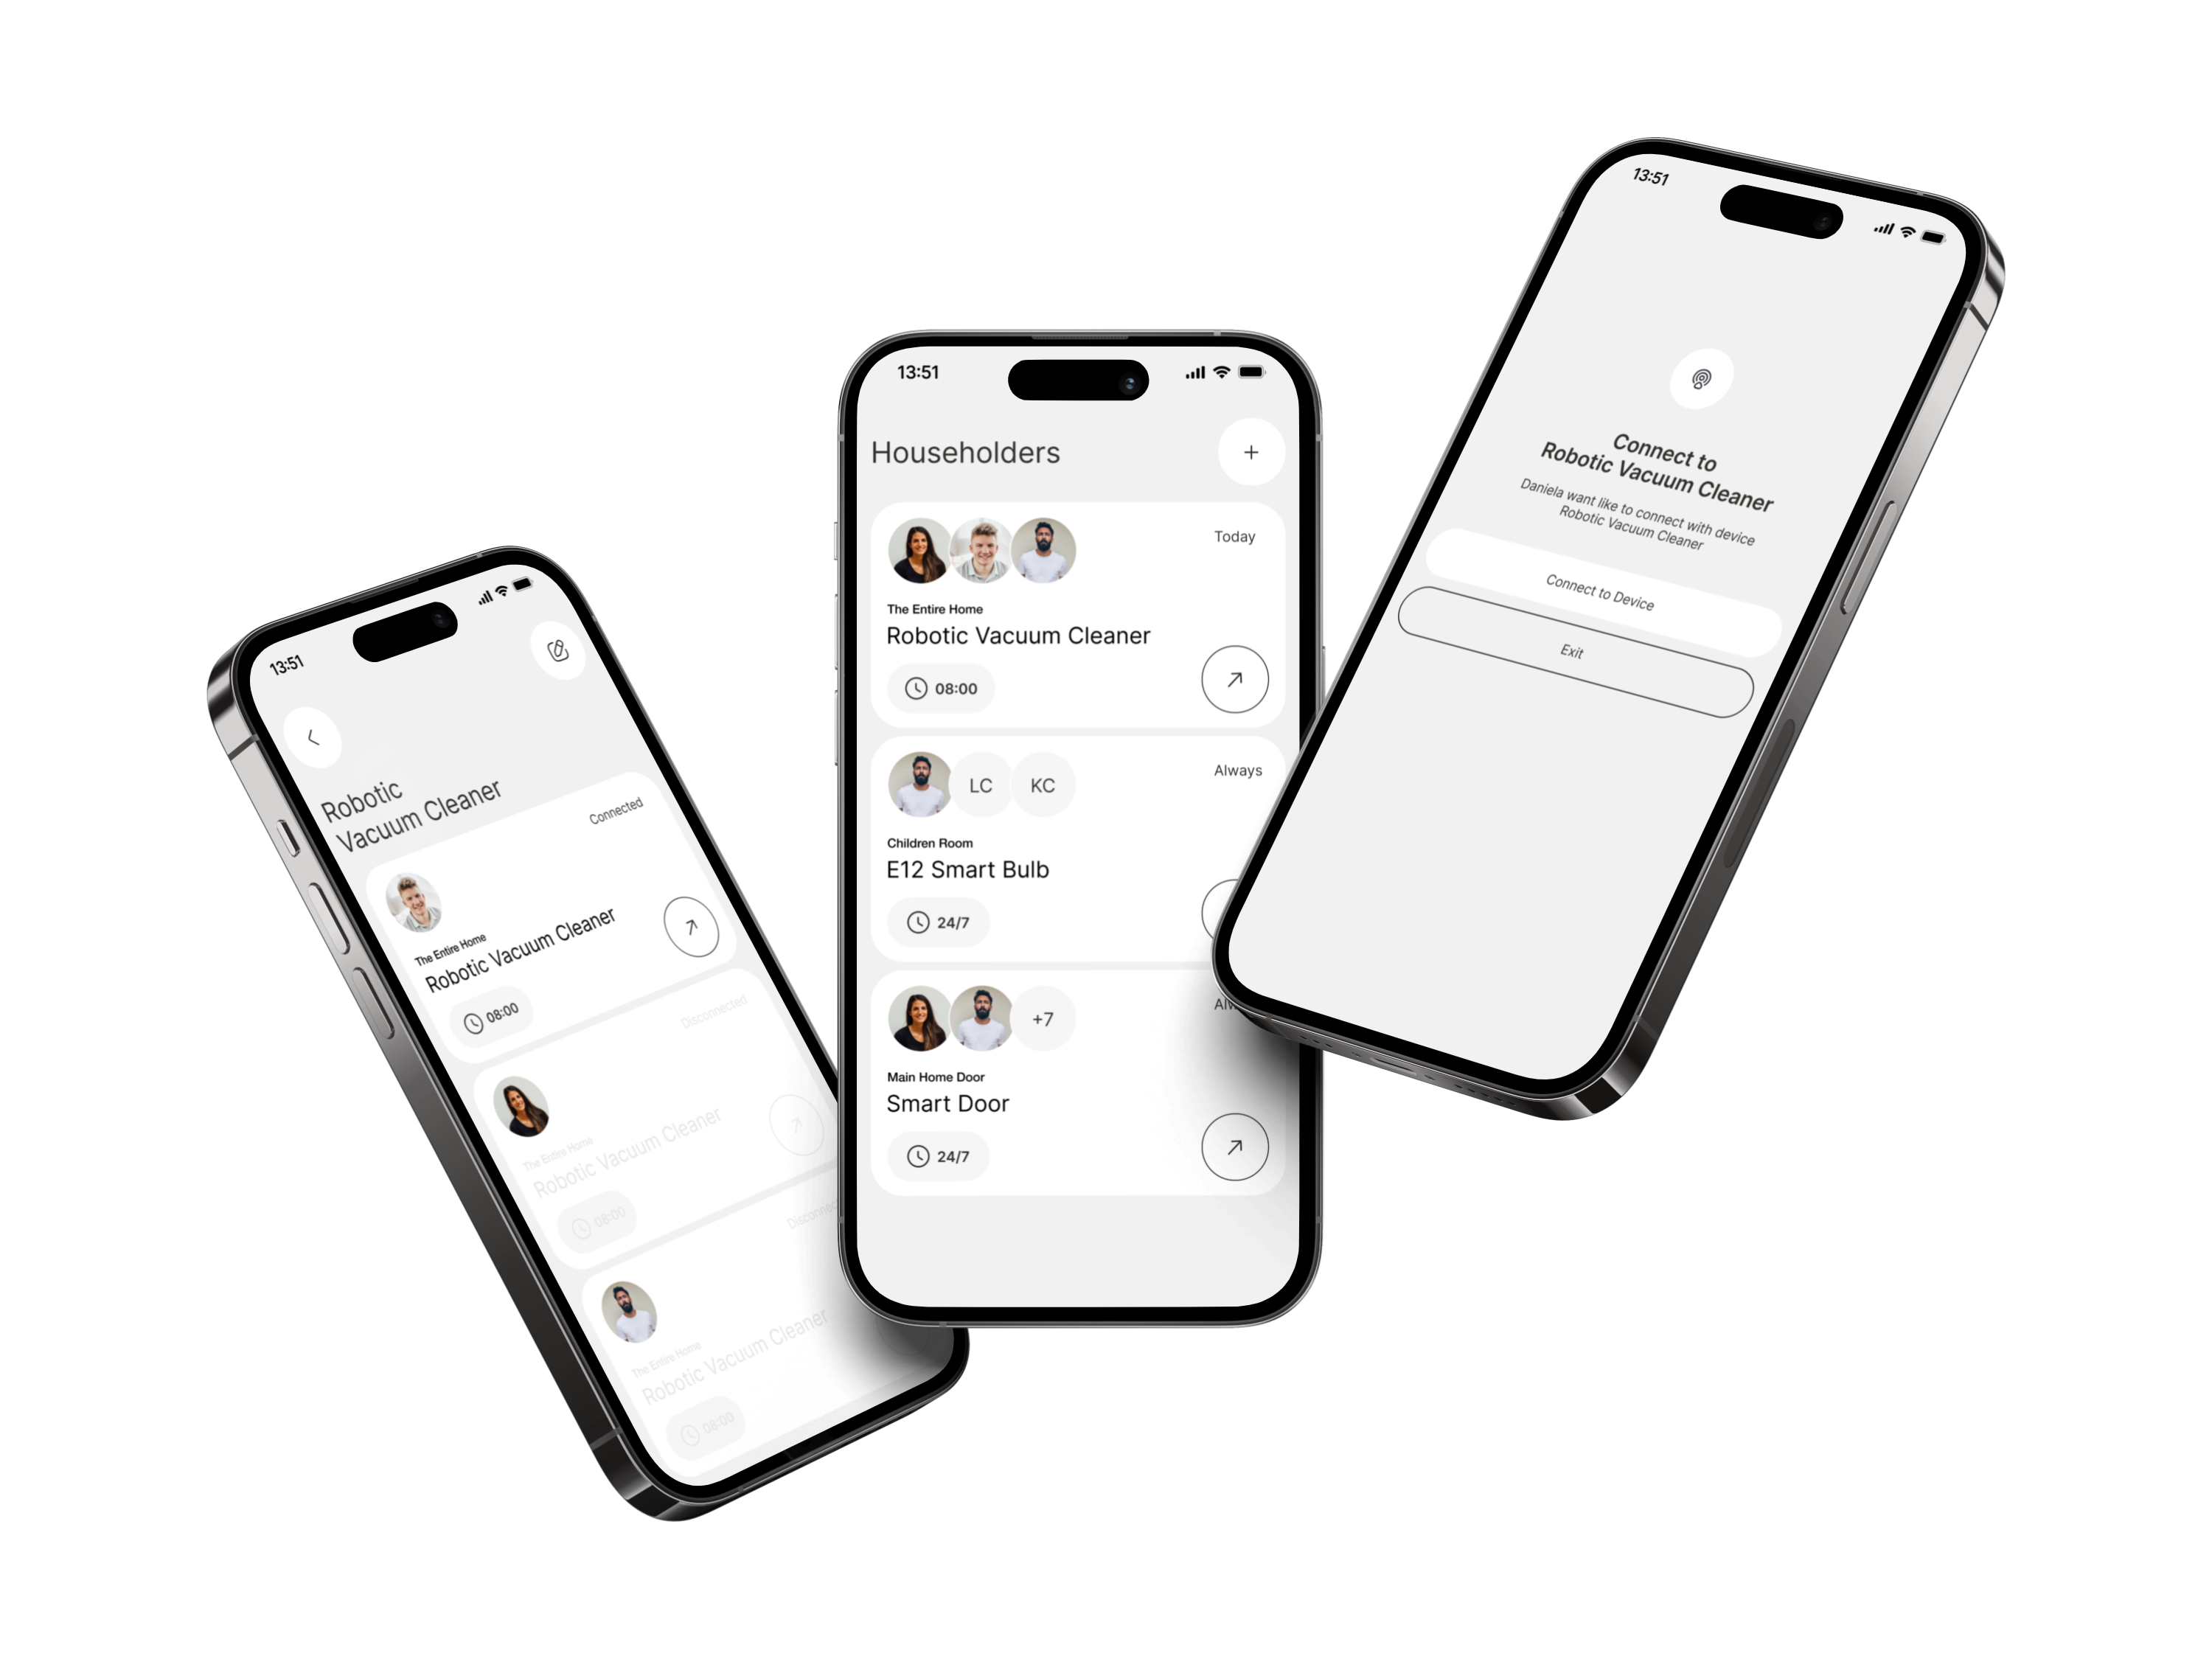 13:51
Robotic
Vacuum Cleaner
Connected
The Entire Home
Robotic Vacuum Cleaner
08:00
Disconnected
The Entire Home
Robotic Vacuum Cleaner
08:00
The Entire Home
Robotic Vacuum Cleaner
08:00
13:51
Householders
Today
The Entire Home
Robotic Vacuum Cleaner
08:00
LC
KC
Always
Children Room
E12 Smart Bulb
24/7
+7
Main Home Door
Smart Door
24/7
13:51
Connect to
Robotic Vacuum Cleaner
Daniela want like to connect with device
Robotic Vacuum Cleaner
Connect to Device
Exit